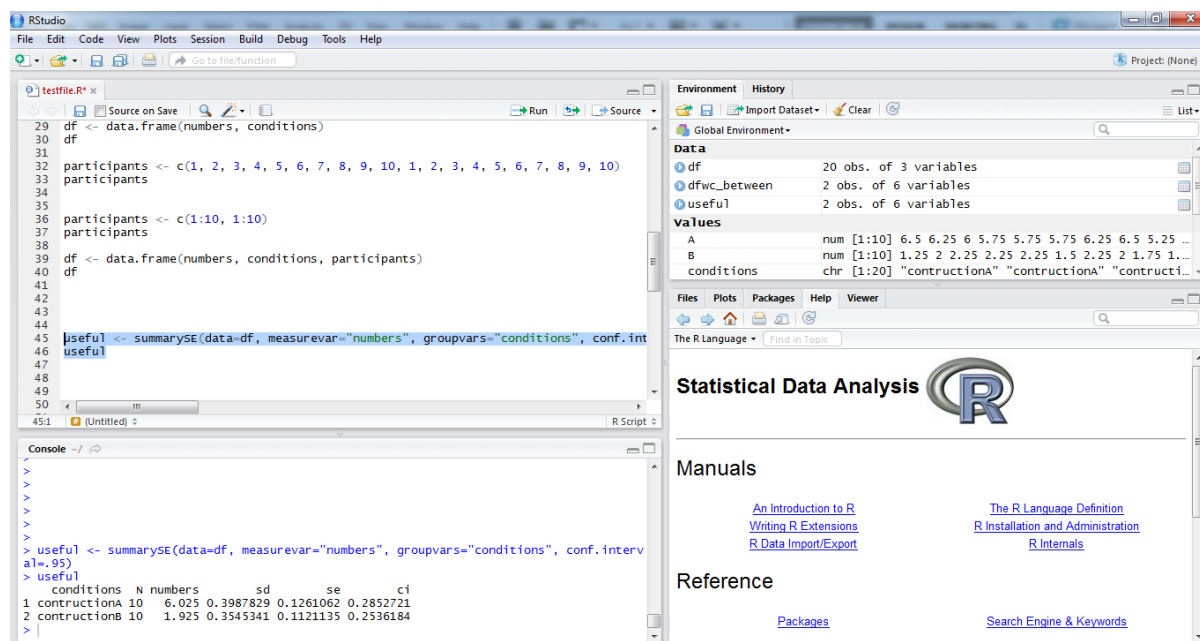 RStudio
File Edit Code View Plots Session Build Debug Tools Help
Go to file/function
Project: (None)
testfile.R*
Source on Save
Run
Source
29 df <- data.frame(numbers, conditions)
30 df
31
32 participants <- c(1, 2, 3, 4, 5, 6, 7, 8, 9, 10, 1, 2, 3, 4, 5, 6, 7, 8, 9, 10)
33 participants
34
35
36 participants <- c(1:10, 1:10)
37 participants
38
39 df <- data.frame(numbers, conditions, participants)
40 df
41
42
43
44
45 useful <- summarySE(data=df, measurevar="numbers", groupvars="conditions", conf.int
46 useful
47
48
49
50
45:1 (Untitled) R Script
Console ~/
>
>
>
>
>
>
>
> useful <- summarySE(data=df, measurevar="numbers", groupvars="conditions", conf.interv
al=.95)
> useful
conditions N numbers sd se ci
1 contructionA 10 6.025 0.3987829 0.1261062 0.2852721
2 contructionB 10 1.925 0.3545341 0.1121135 0.2536184
>
Environment History
Import Dataset Clear List
Global Environment
Data
df 20 obs. of 3 variables
dfwc_between 2 obs. of 6 variables
useful 2 obs. of 6 variables
Values
A num [1:10] 6.5 6.25 6 5.75 5.75 5.75 6.25 6.5 5.25 ...
B num [1:10] 1.25 2 2.25 2.25 2.25 1.5 2.25 2 1.75 1...
conditions chr [1:20] "contructionA" "contructionA" "contructi...
Files Plots Packages Help Viewer
The R Language Find in Topic
Statistical Data Analysis R
Manuals
An Introduction to R The R Language Definition
Writing R Extensions R Installation and Administration
R Data Import/Export R Internals
Reference
Packages Search Engine & Keywords